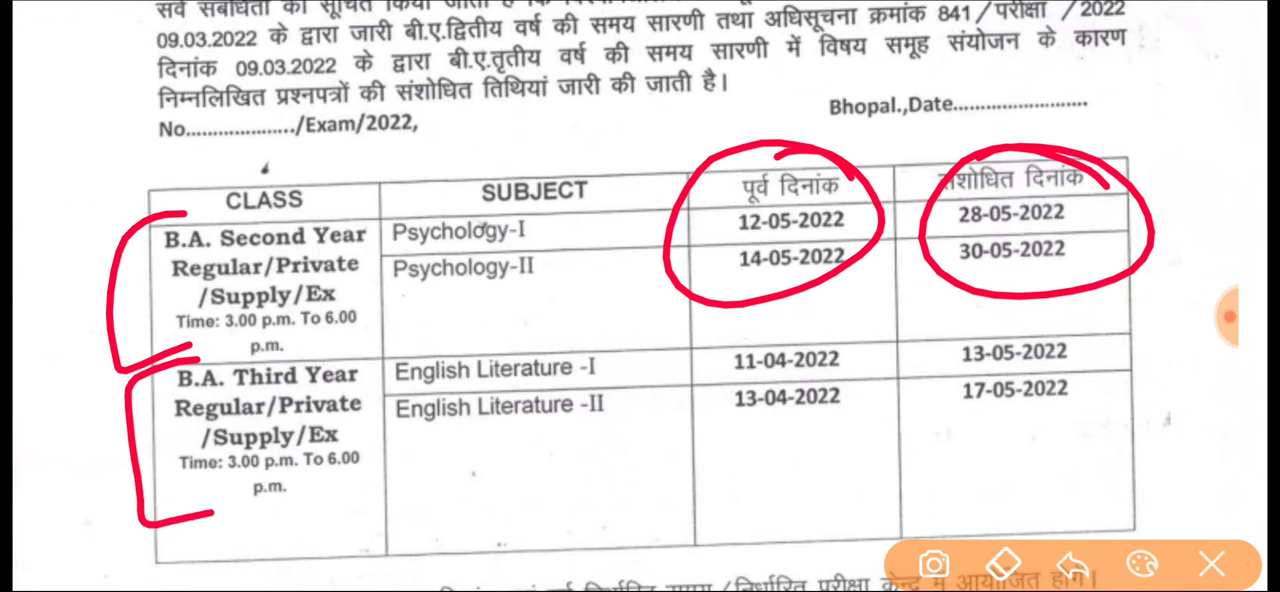 सर्व संबंधितों को सूचित किया जाता है कि
09.03.2022 के द्वारा जारी बी.ए.द्वितीय वर्ष की समय सारणी तथा अधिसूचना क्रमांक 841/परीक्षा /2022
दिनांक 09.03.2022 के द्वारा बी.ए.तृतीय वर्ष की समय सारणी में विषय समूह संयोजन के कारण
निम्नलिखित प्रश्नपत्रों की संशोधित तिथियां जारी की जाती है।
No..................../Exam/2022,
Bhopal.,Date.........................
CLASS SUBJECT पूर्व दिनांक संशोधित दिनांक
B.A. Second Year
Regular/Private
/Supply/Ex
Time: 3.00 p.m. To 6.00
p.m.
Psychology-I 12-05-2022 28-05-2022
Psychology-II 14-05-2022 30-05-2022
B.A. Third Year
Regular/Private
/Supply/Ex
Time: 3.00 p.m. To 6.00
p.m.
English Literature -I 11-04-2022 13-05-2022
English Literature -II 13-04-2022 17-05-2022
निर्धारित समय/निर्धारित परीक्षा केन्द्र में आयोजित होंगे।